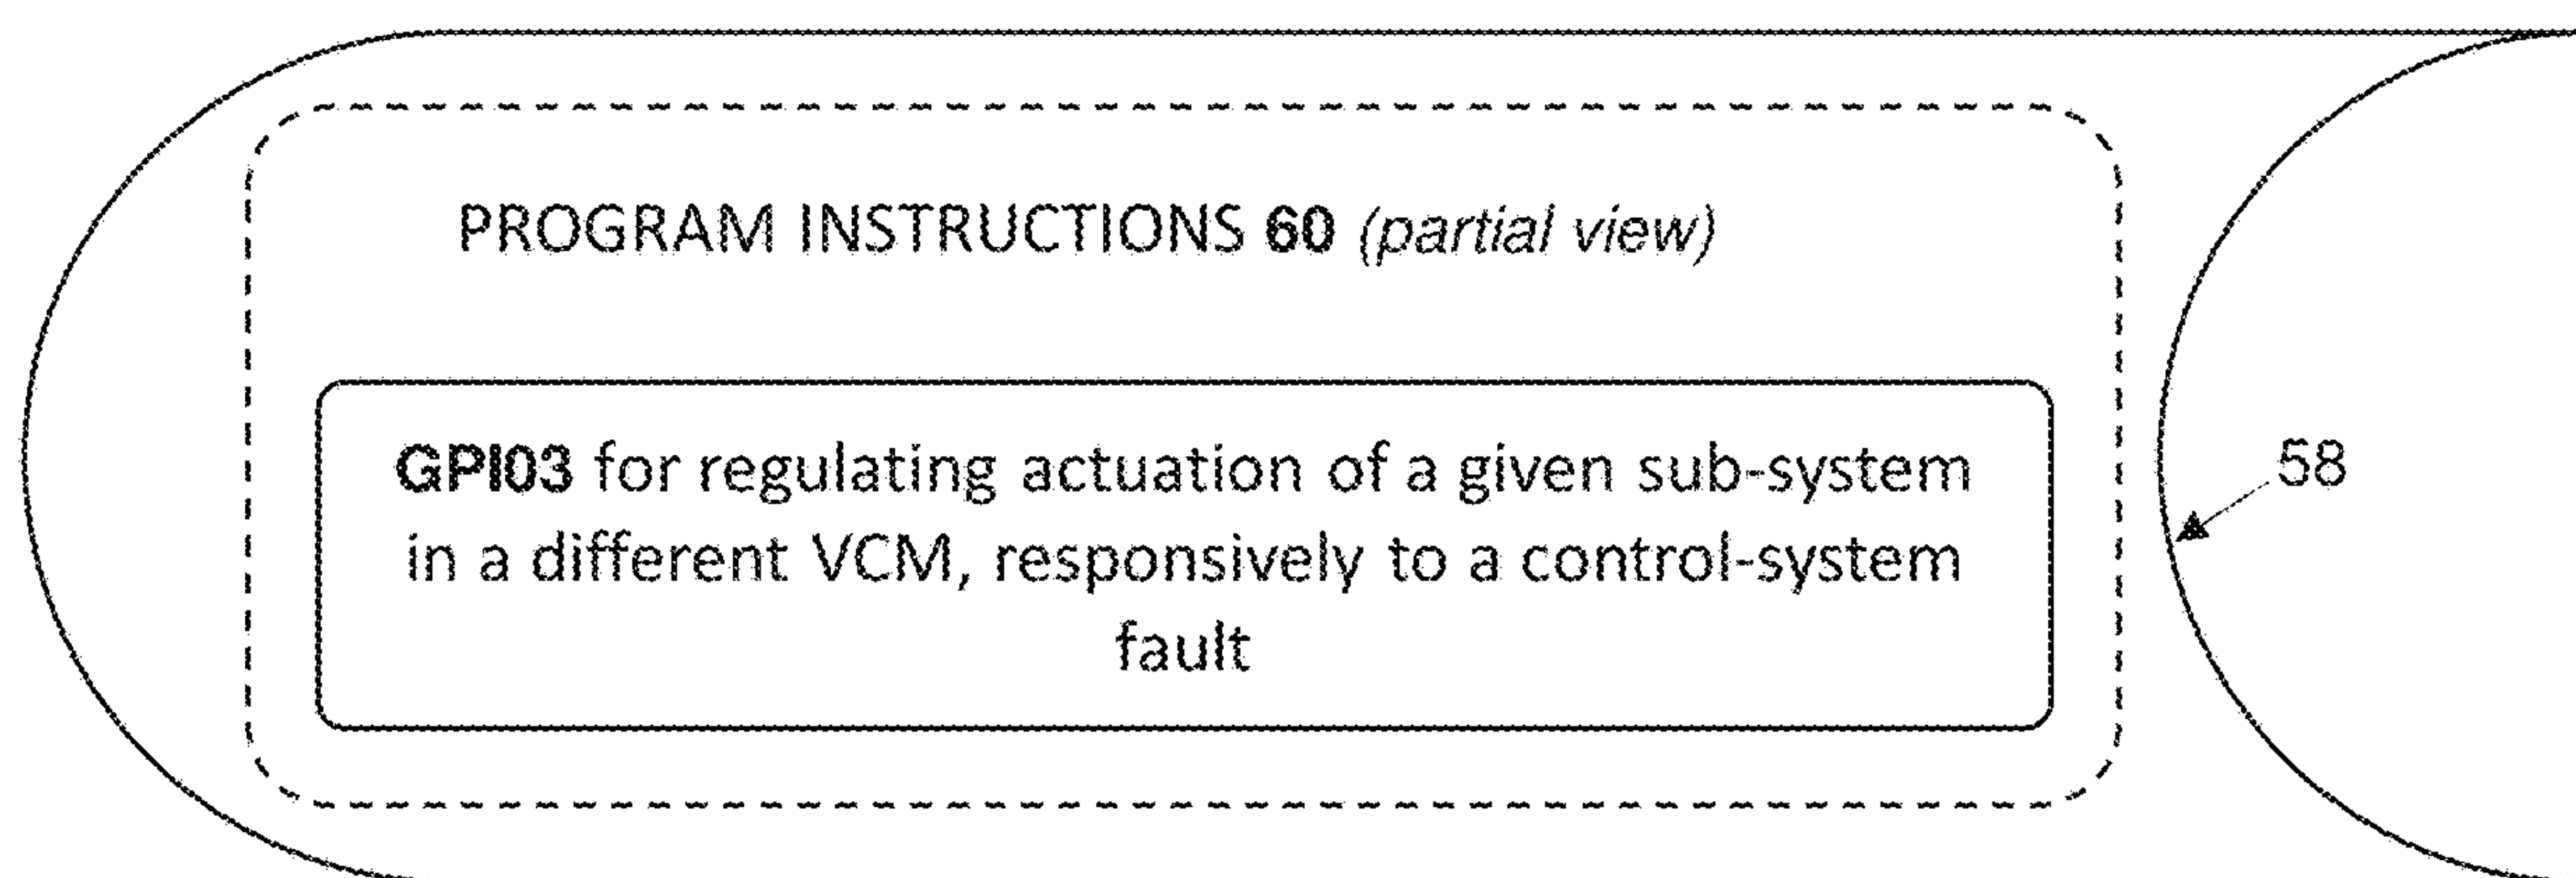 PROGRAM INSTRUCTIONS 60 (partial view)
GPI03 for regulating actuation of a given sub-system
in a different VCM, responsively to a control-system
fault
58